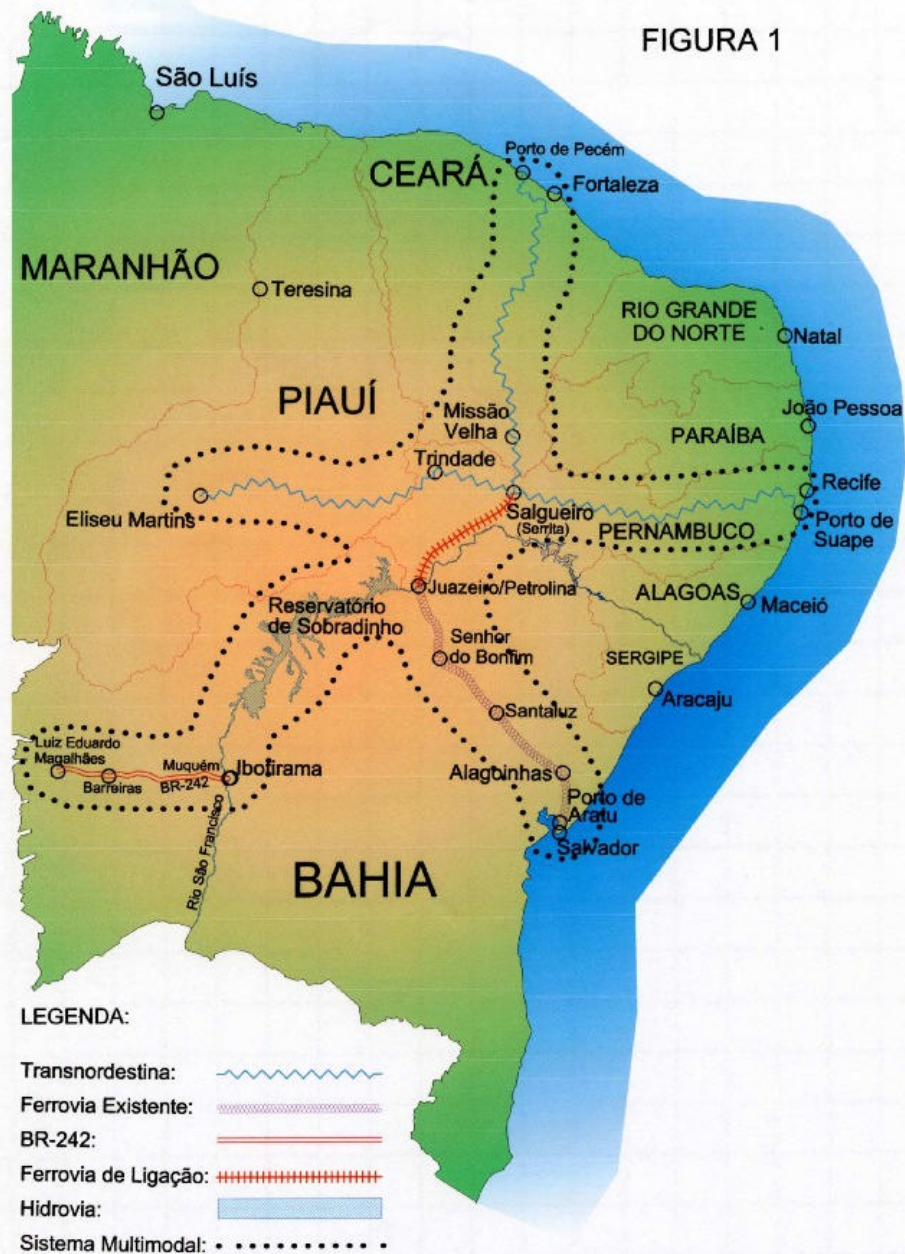 FIGURA 1
São Luís
Porto de Pecém
CEARÁ
Fortaleza
MARANHÃO
Teresina
RIO GRANDE
DO NORTE
Natal
PIAUÍ
Missão
Velha
João Pessoa
PARAÍBA
Trindade
Recife
Eliseu Martins
Salgueiro
(Serrita)
PERNAMBUCO
Porto de
Suape
Juazeiro/Petrolina
ALAGOAS
Maceió
Reservatório
de Sobradinho
Senhor
do Bonfim
SERGIPE
Aracaju
Santaluz
Luiz Eduardo
Magalhães
Muquém
Ibotirama
Barreiras
BR-242
Alagoinhas
Porto de
Aratu
Salvador
Rio São Francisco
BAHIA
LEGENDA:
Transnordestina:
Ferrovia Existente:
BR-242:
Ferrovia de Ligação:
Hidrovia:
Sistema Multimodal: